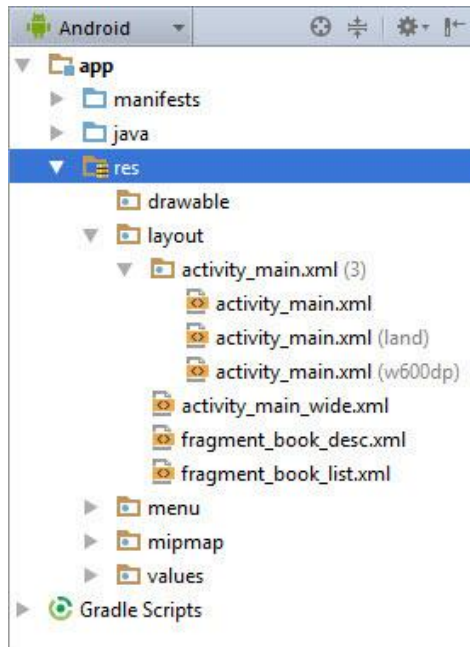 Android
app
manifests
java
res
drawable
layout
activity_main.xml (3)
activity_main.xml
activity_main.xml (land)
activity_main.xml (w600dp)
activity_main_wide.xml
fragment_book_desc.xml
fragment_book_list.xml
menu
mipmap
values
Gradle Scripts